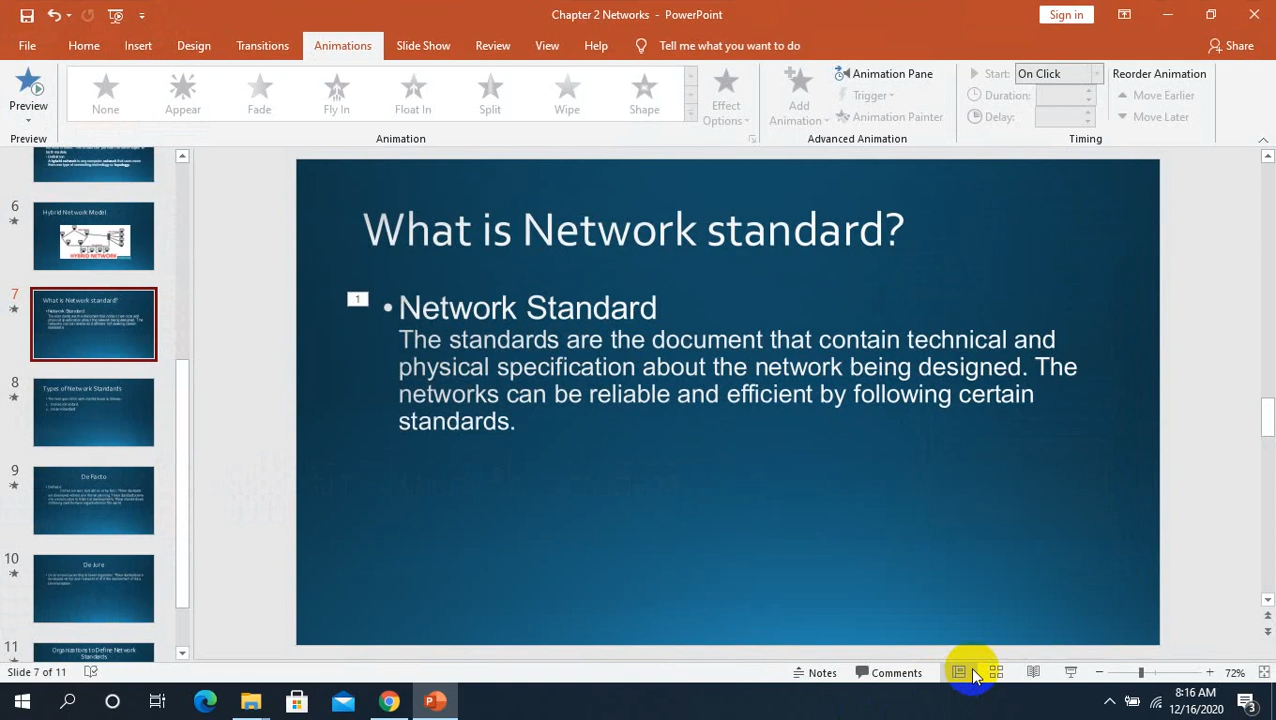 Chapter 2 Networks - PowerPoint
Sign in
File Home Insert Design Transitions Animations Slide Show Review View Help Tell me what you want to do Share
Preview
None Appear Fade Fly In Float In Split Wipe Shape
Effect Options
Add Animation
Animation Pane
Trigger
Animation Painter
Start: On Click
Duration:
Delay:
Reorder Animation
Move Earlier
Move Later
Preview Animation Advanced Animation Timing
6
Hybrid Network Model
HYBRID NETWORK
7
What is Network standard?
Network Standard
8
Types of Network Standards
9
De Facto
10
De Jure
11
Organizations to Define Network
Standards
What is Network standard?
1
• Network Standard
The standards are the document that contain technical and
physical specification about the network being designed. The
networks can be reliable and efficient by following certain
standards.
Slide 7 of 11 Notes Comments 72%
8:16 AM
12/16/2020
3